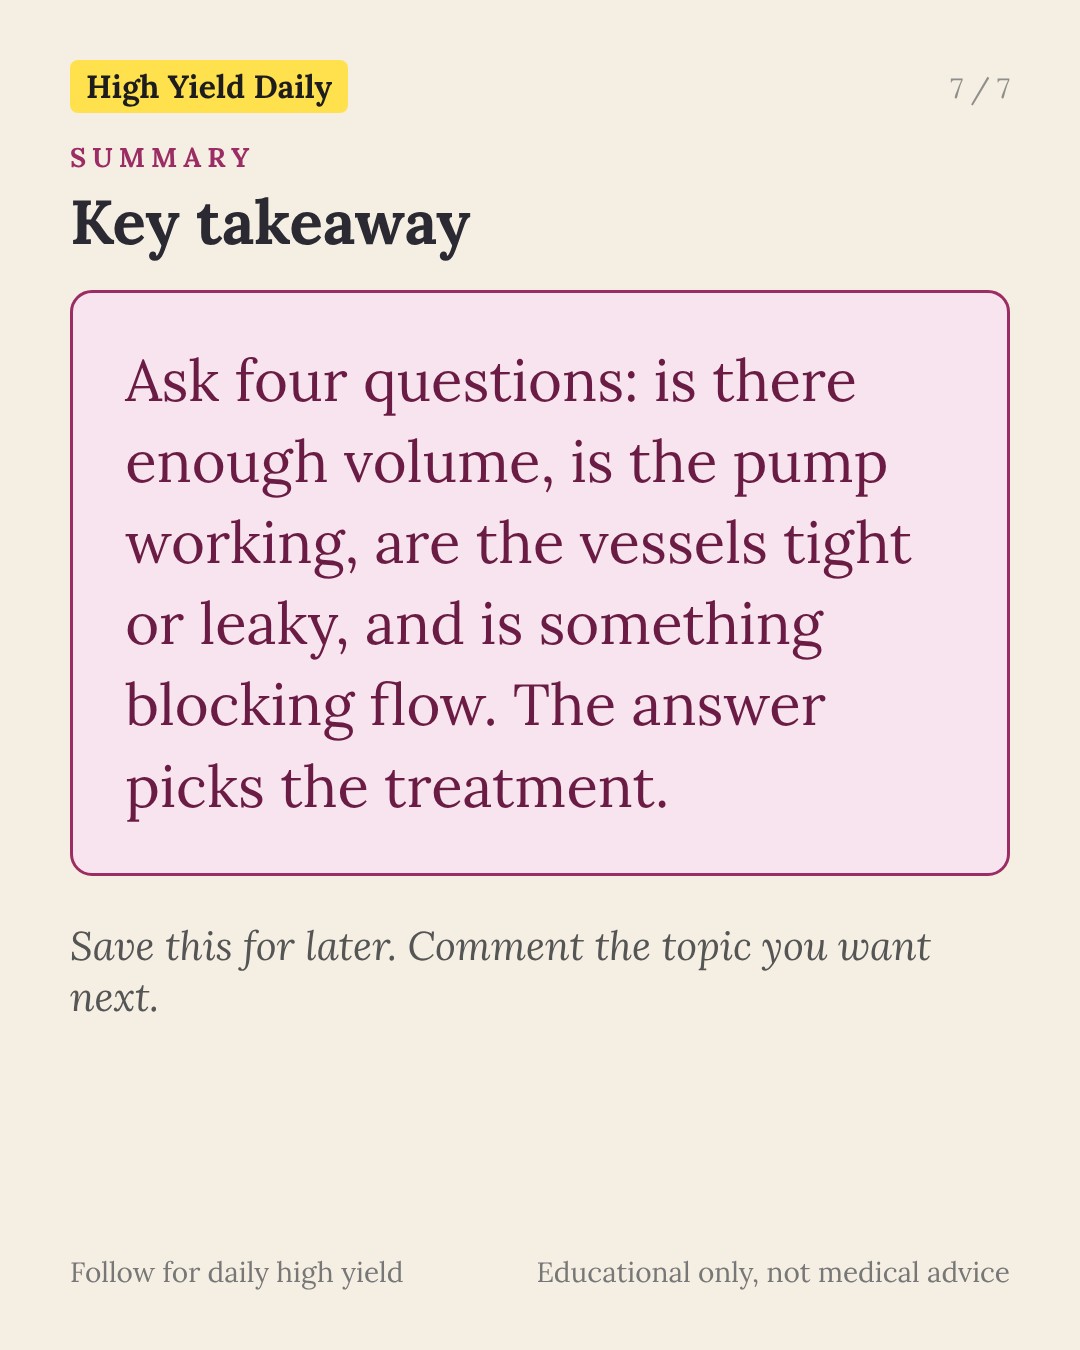 High Yield Daily
7 / 7
SUMMARY
Key takeaway
Ask four questions: is there
enough volume, is the pump
working, are the vessels tight
or leaky, and is something
blocking flow. The answer
picks the treatment.
Save this for later. Comment the topic you want
next.
Follow for daily high yield
Educational only, not medical advice